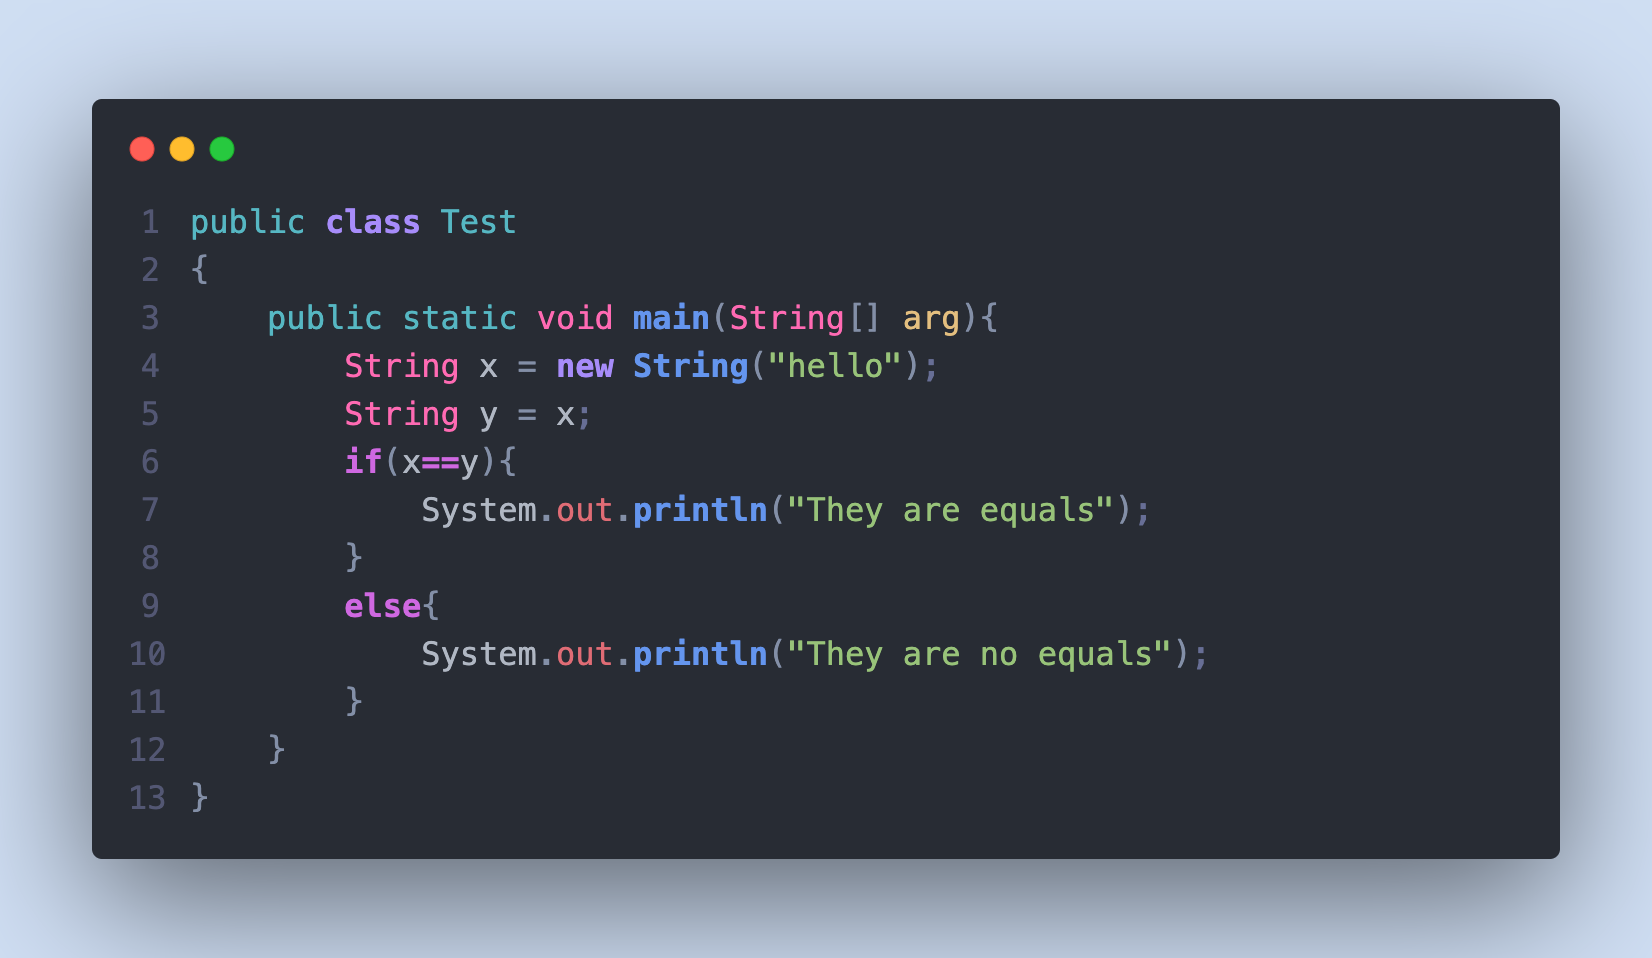 1 public class Test
2 {
3     public static void main(String[] arg){
4         String x = new String("hello");
5         String y = x;
6         if(x==y){
7             System.out.println("They are equals");
8         }
9         else{
10             System.out.println("They are no equals");
11         }
12     }
13 }